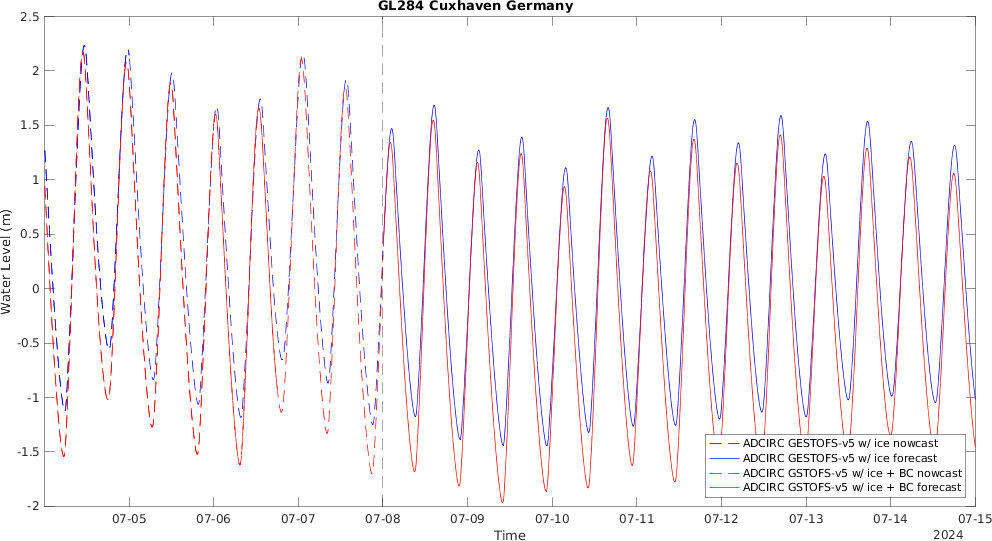 GL284 Cuxhaven Germany
2.5
2
1.5
1
0.5
0
-0.5
-1
-1.5
-2
Water Level (m)
ADCIRC GESTOFS-v5 w/ ice nowcast
ADCIRC GESTOFS-v5 w/ ice forecast
ADCIRC GSTOFS-v5 w/ ice + BC nowcast
ADCIRC GSTOFS-v5 w/ ice + BC forecast
07-05 07-06 07-07 07-08 07-09 07-10 07-11 07-12 07-13 07-14 07-15
Time
2024